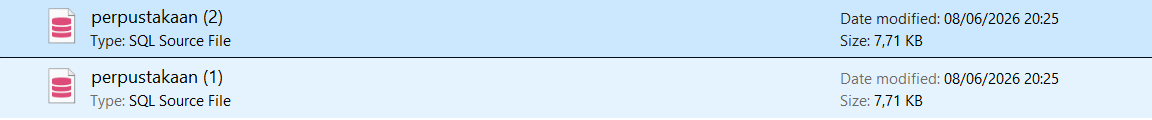 perpustakaan (2)
Date modified: 08/06/2026 20:25
Type: SQL Source File
Size: 7,71 KB
perpustakaan (1)
Date modified: 08/06/2026 20:25
Type: SQL Source File
Size: 7,71 KB